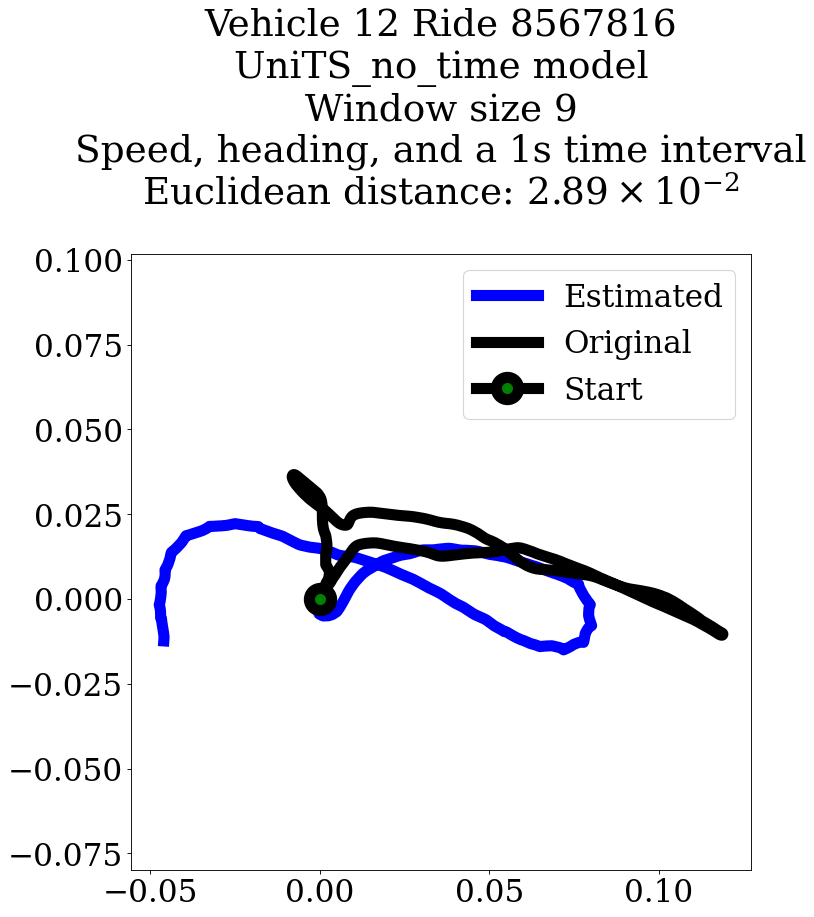 Vehicle 12 Ride 8567816
UniTS_no_time model
Window size 9
Speed, heading, and a 1s time interval
Euclidean distance: 2.89 × 10⁻²
0.100
0.075
0.050
0.025
0.000
−0.025
−0.050
−0.075
Estimated
Original
Start
−0.05 0.00 0.05 0.10